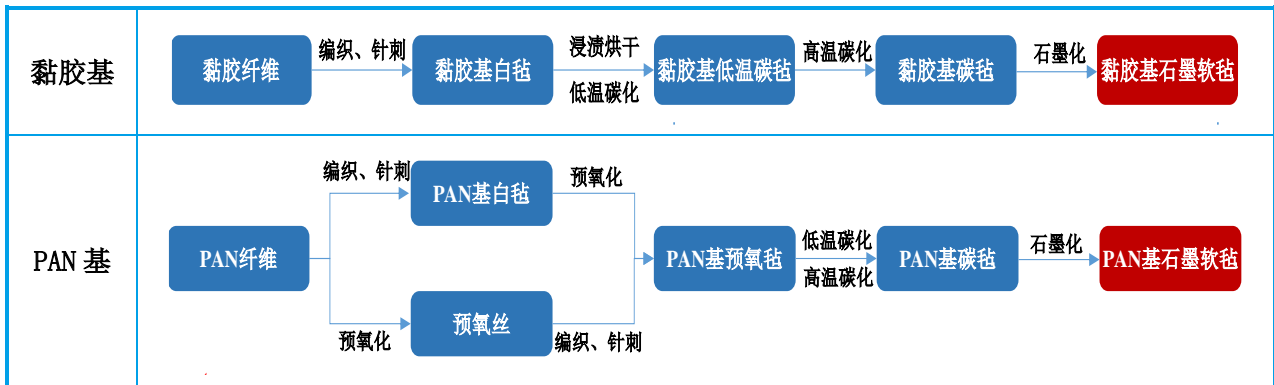 黏胶基
黏胶纤维
编织、针刺
黏胶基白毡
浸渍烘干
低温碳化
黏胶基低温碳毡
高温碳化
黏胶基碳毡
石墨化
黏胶基石墨软毡
PAN 基
PAN纤维
编织、针刺
PAN基白毡
预氧化
预氧化
预氧丝
编织、针刺
PAN基预氧毡
低温碳化
高温碳化
PAN基碳毡
石墨化
PAN基石墨软毡